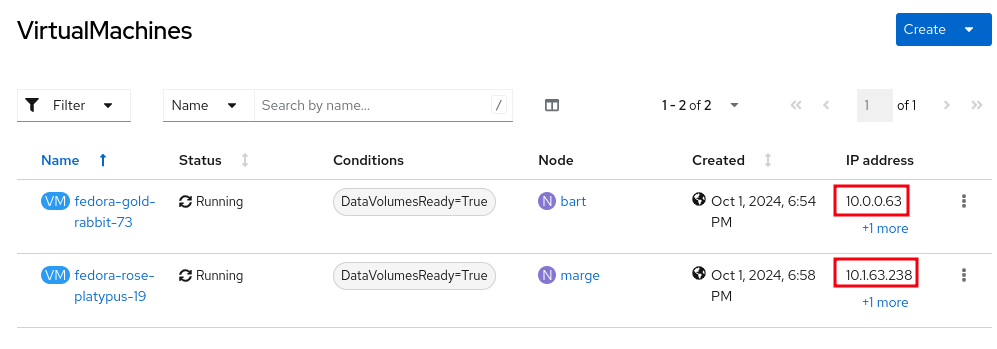 VirtualMachines
Create
Filter
Name
Search by name...
/
1 - 2 of 2
1
of 1
Name
Status
Conditions
Node
Created
IP address
VM fedora-gold-
rabbit-73
Running
DataVolumesReady=True
N bart
Oct 1, 2024, 6:54
PM
10.0.0.63
+1 more
VM fedora-rose-
platypus-19
Running
DataVolumesReady=True
N marge
Oct 1, 2024, 6:58
PM
10.1.63.238
+1 more